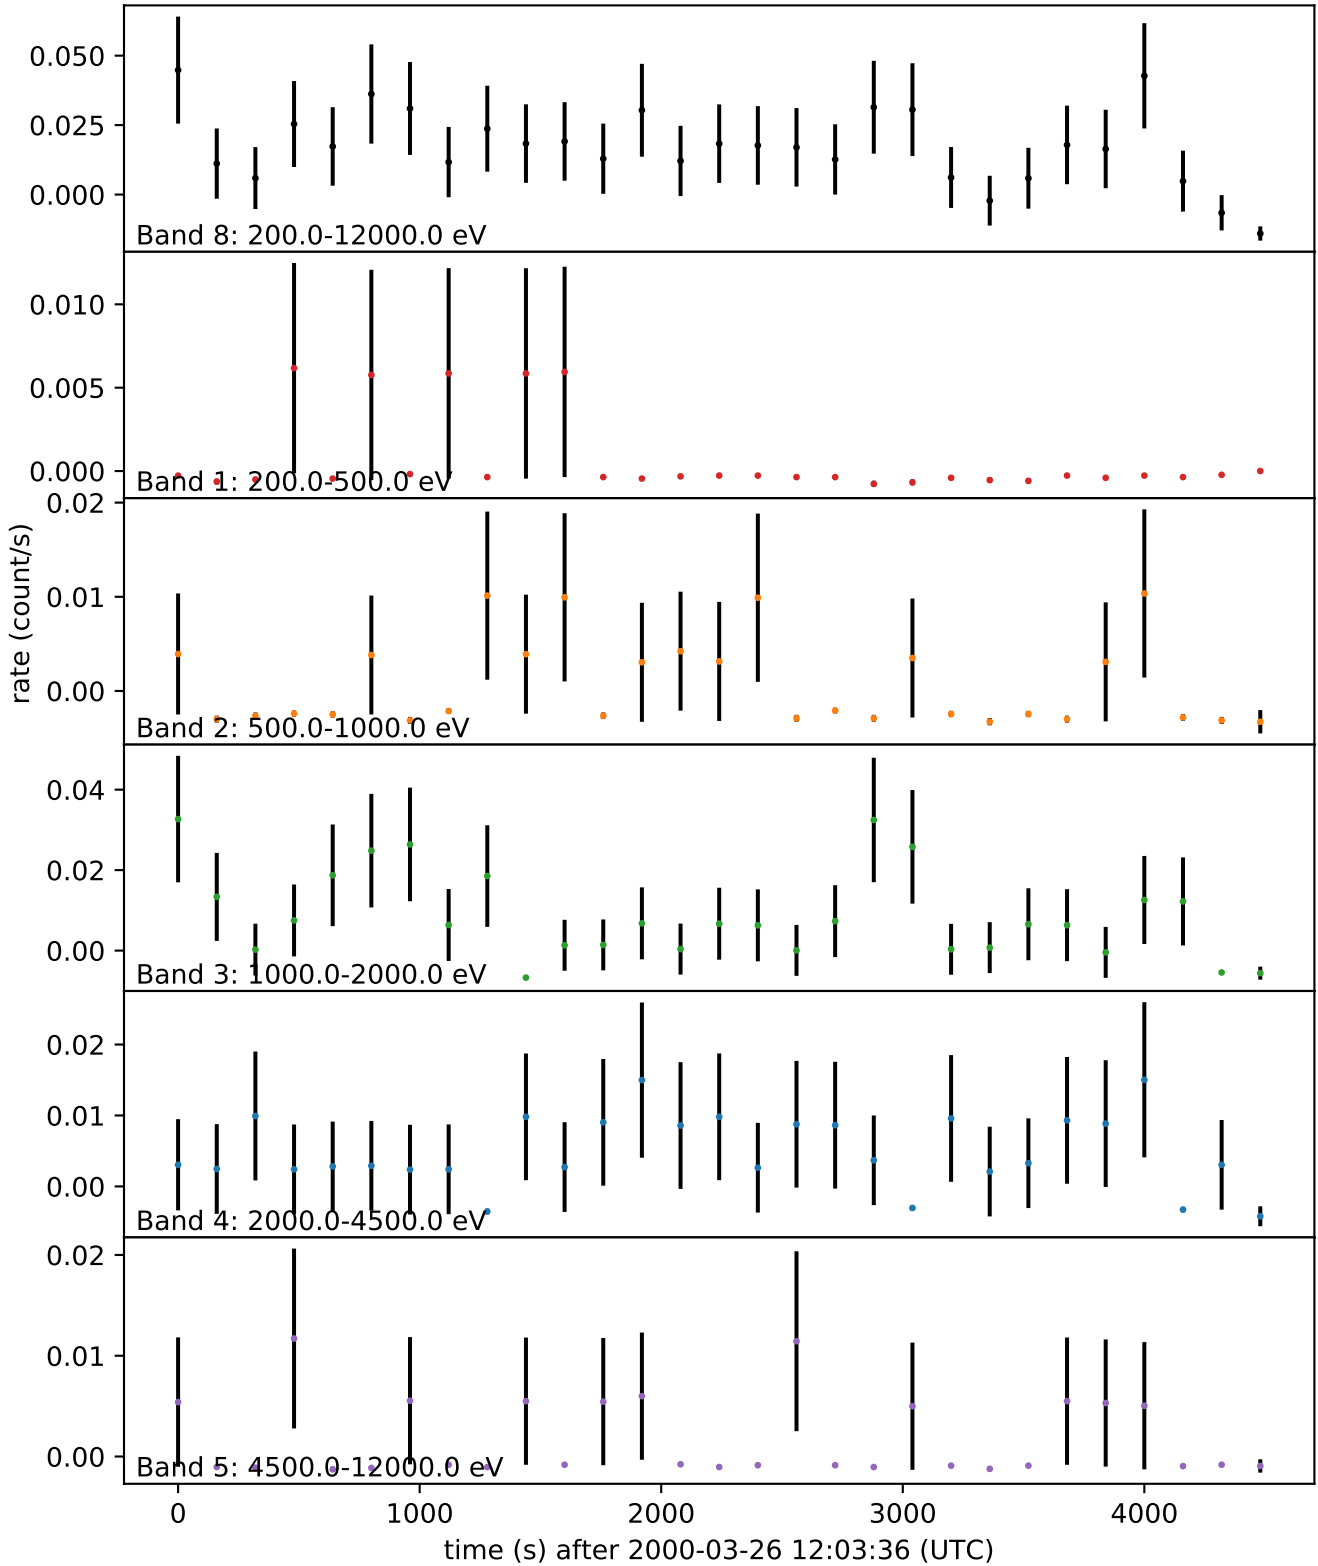 0.050
0.025
0.000
Band 8: 200.0-12000.0 eV
0.010
0.005
0.000
Band 1: 200.0-500.0 eV
0.02
0.01
0.00
Band 2: 500.0-1000.0 eV
rate (count/s)
0.04
0.02
0.00
Band 3: 1000.0-2000.0 eV
0.02
0.01
0.00
Band 4: 2000.0-4500.0 eV
0.02
0.01
0.00
Band 5: 4500.0-12000.0 eV
0 1000 2000 3000 4000
time (s) after 2000-03-26 12:03:36 (UTC)